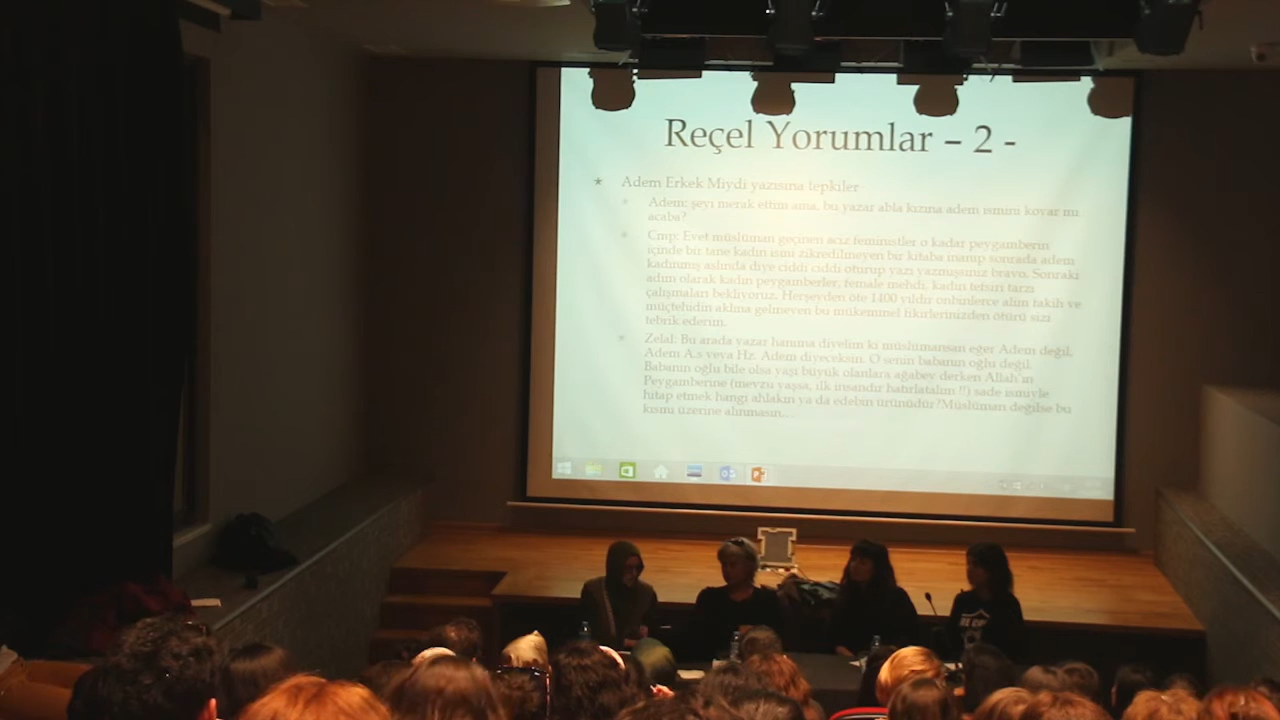 Reçel Yorumlar – 2 -
Adem Erkek Miydi yazısına tepkiler
Adem: şeyi merak ettim ama, bu yazar abla kızına adem ismini koyar mı
acaba?
Cmp: Evet müslüman geçinen aciz feministler o kadar peygamberin
içinde bir tane kadın ismi zikredilmeyen bir kitaba inanıp sonrada adem
kadınmış aslında diye ciddi ciddi oturup yazı yazmışsınız bravo. Sonraki
adım olarak kadın peygamberler, female mehdi, kadın tefsiri tarzı
çalışmaları bekliyoruz. Herşeyden öte 1400 yıldır onbinlerce alim fakih ve
müçtehidin aklına gelmeyen bu mükemmel fikirlerinizden ötürü sizi
tebrik ederim.
Zelal: Bu arada yazar hanıma diyelim ki müslümansan eğer Adem değil,
Adem A.s veya Hz. Adem diyeceksin. O senin babanın oğlu değil.
Babanın oğlu bile olsa yaşı büyük olanlara ağabey derken Allah'ın
Peygamberine (mevzu yaşsa, ilk insandır hatırlatalım !!) sade ismiyle
hitap etmek hangi ahlakın ya da edebin ürünüdür?Müslüman değilse bu
kısmı üzerine alınmasın....